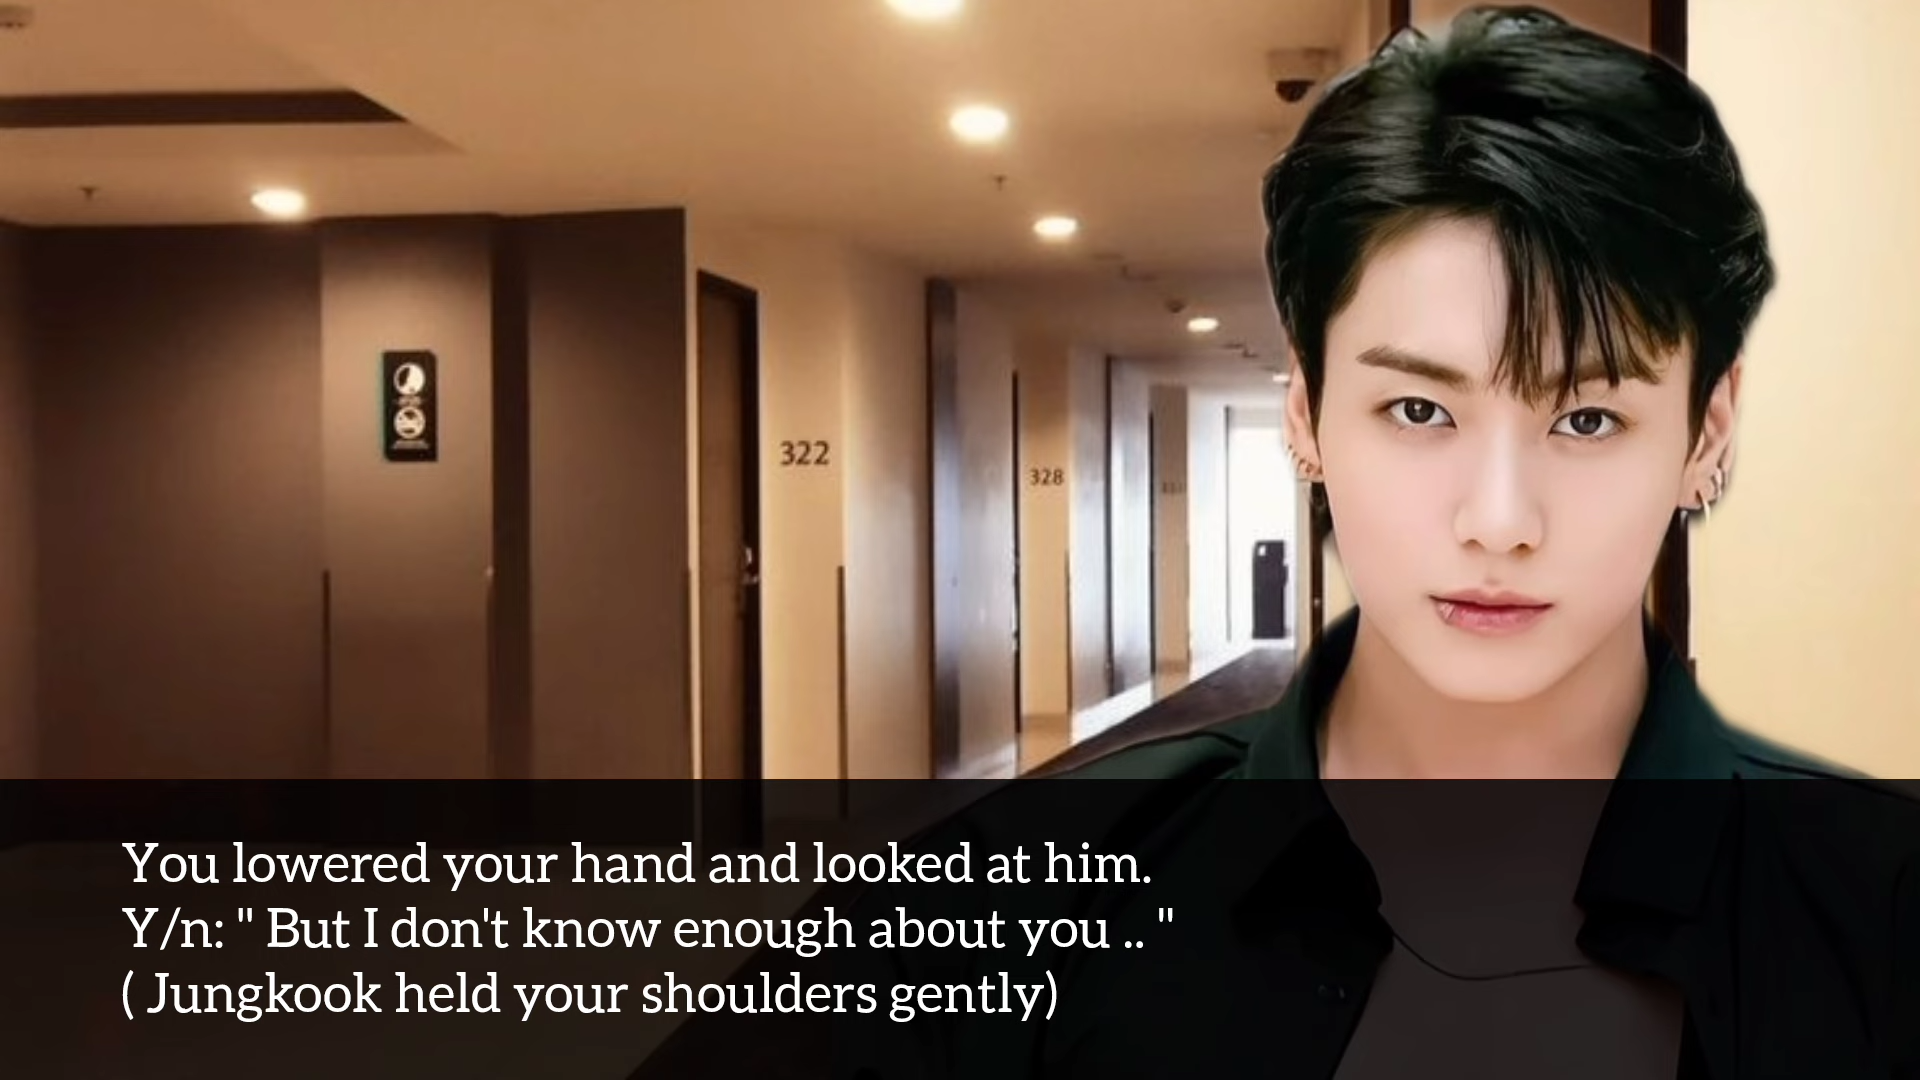 322
328
You lowered your hand and looked at him.
Y/n: " But I don't know enough about you .. "
( Jungkook held your shoulders gently)